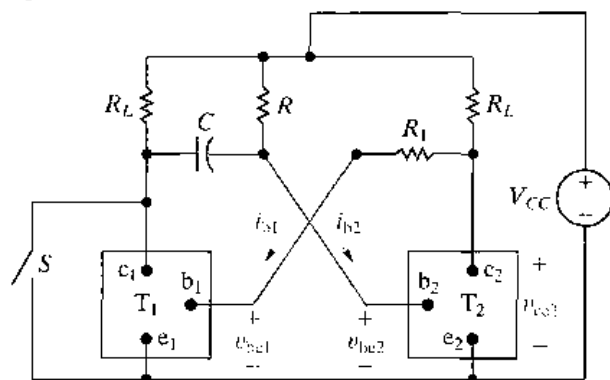 R_L
C
R
R_1
R_L
V_CC
+
−
S
i_b1
i_b2
c_1
b_1
T_1
e_1
+
v_be1
−
+
v_be2
−
b_2
c_2
T_2
e_2
+
v_ce2
−